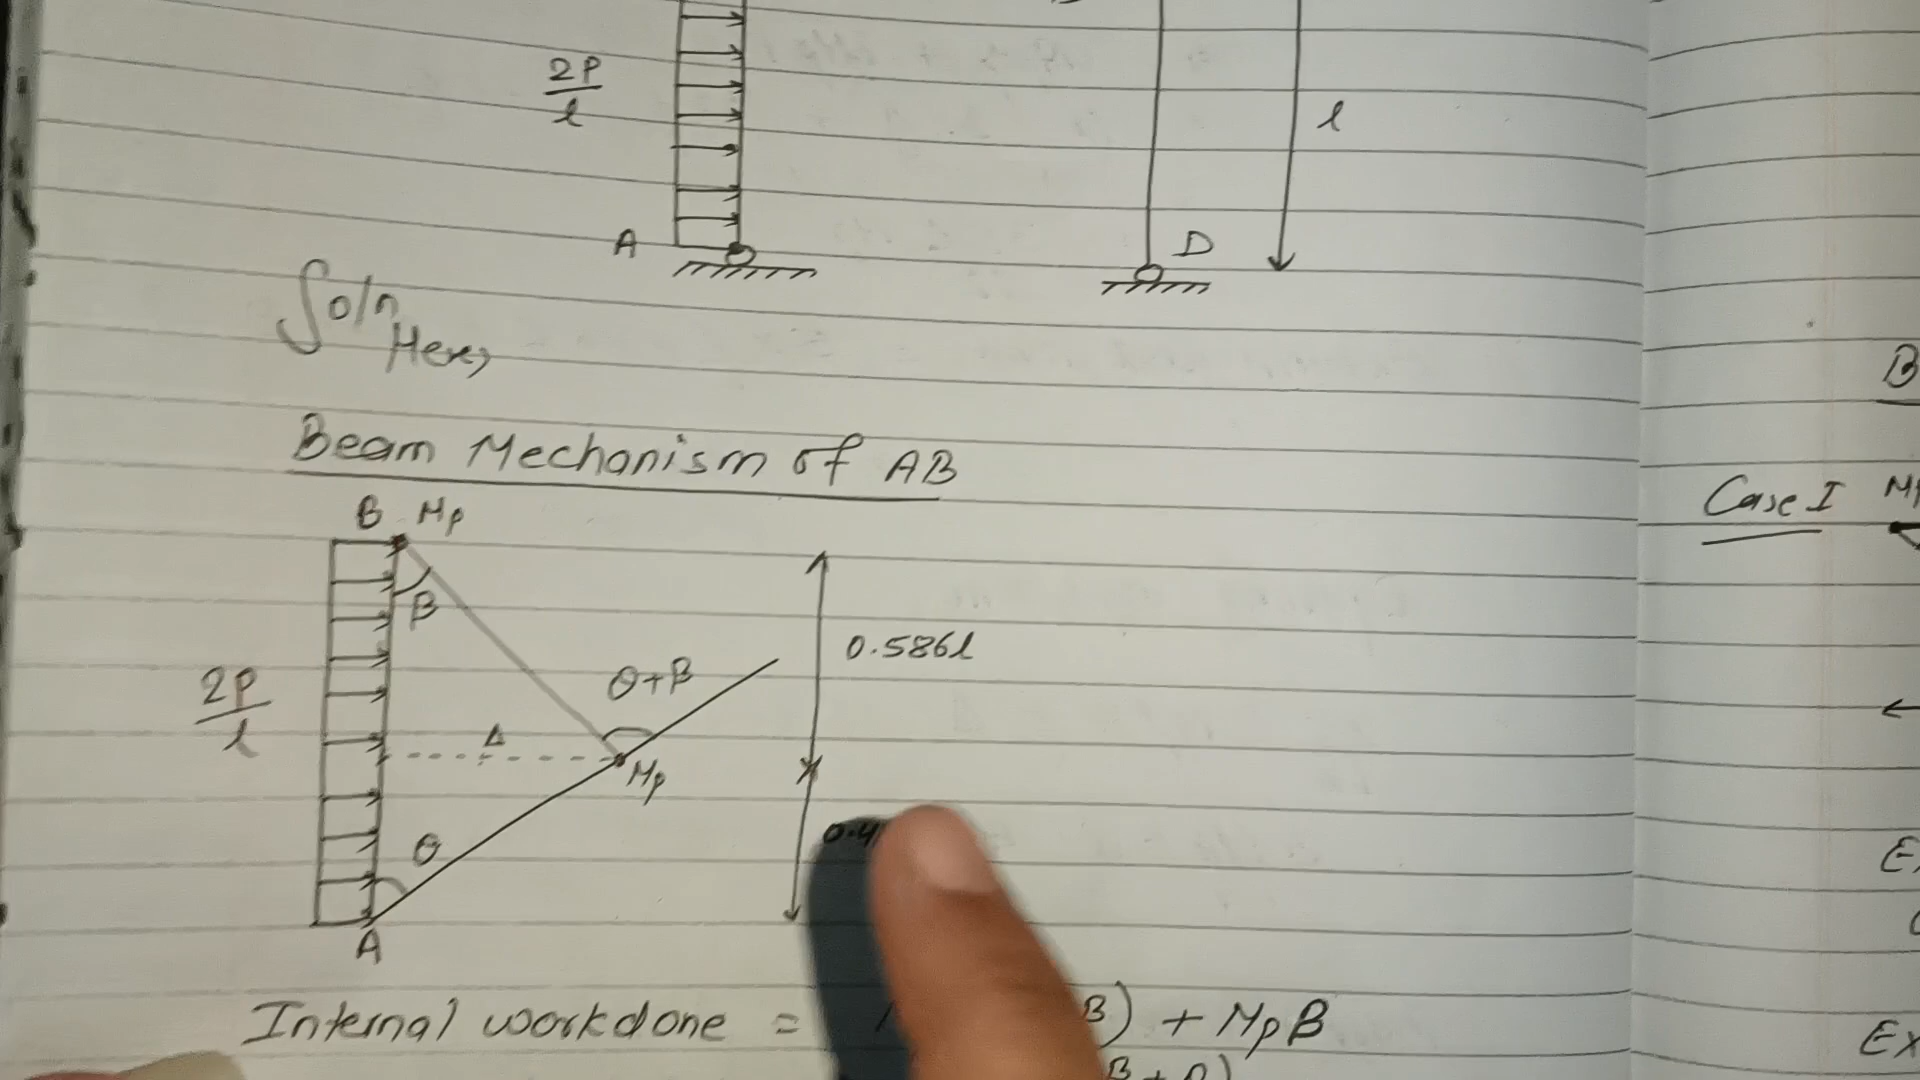 2P
l
l
A
D
Soln
Here,
Beam Mechanism of AB
B Mp
β
0.586l
θ+β
2P
l
Δ
Mp
θ
A
Internal workdone = β) + Mpβ
B
Case I